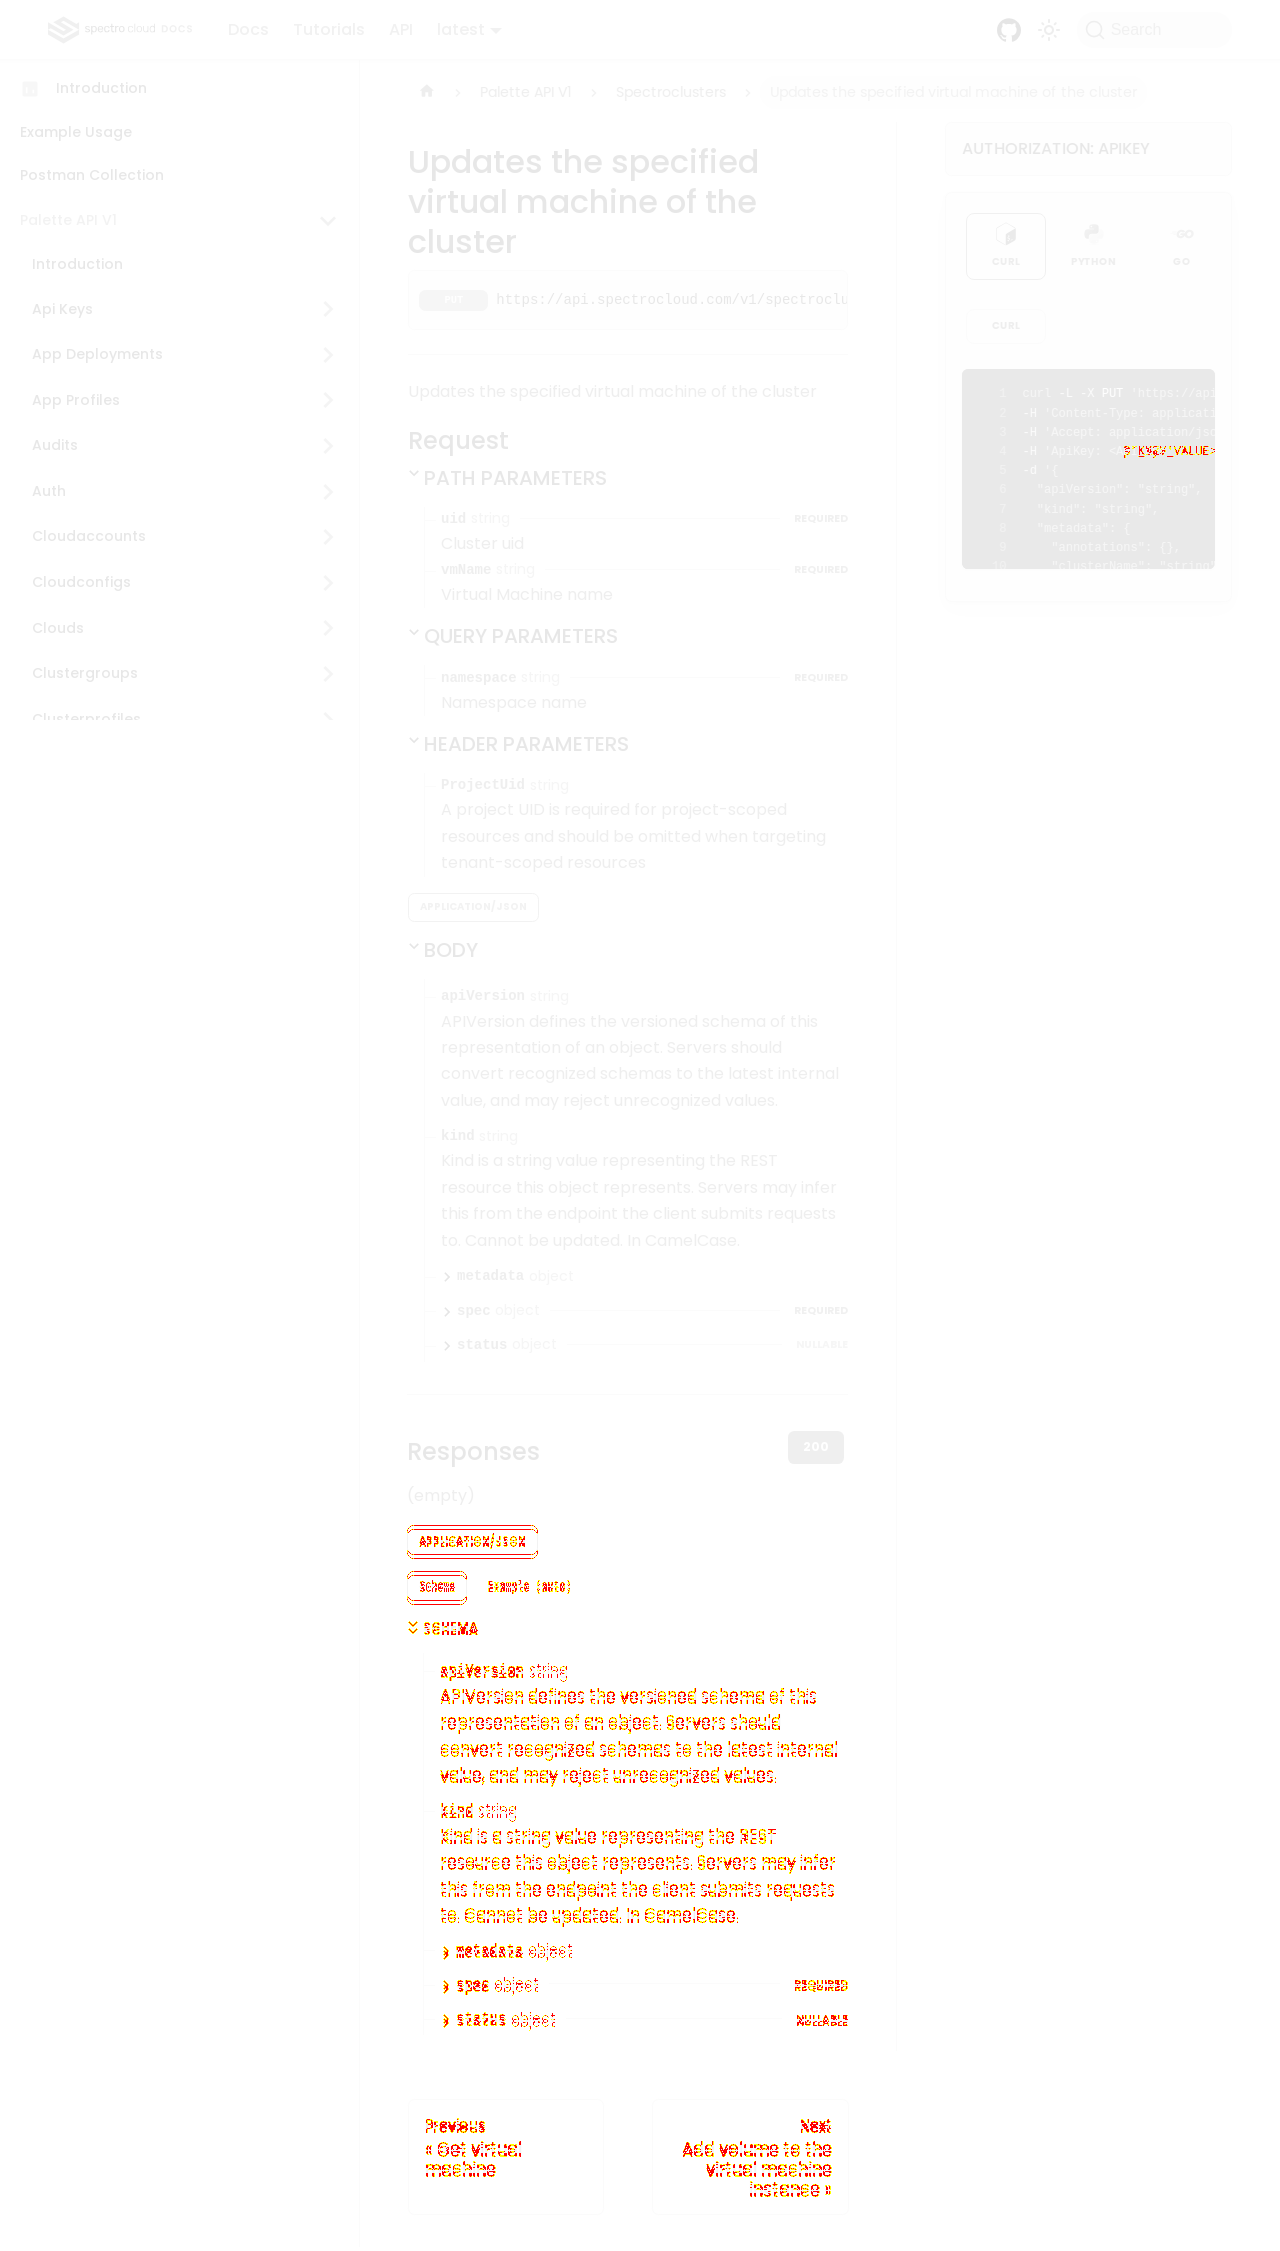 spectro cloud DOCS
Docs
Tutorials
API
latest
Search
Introduction
Example Usage
Postman Collection
Palette API V1
Introduction
Api Keys
App Deployments
App Profiles
Audits
Auth
Cloudaccounts
Cloudconfigs
Clouds
Clustergroups
Clusterprofiles
Palette API V1 > Spectroclusters > Updates the specified virtual machine of the cluster
Updates the specified
virtual machine of the
cluster
PUT https://api.spectrocloud.com/v1/spectroclu
Updates the specified virtual machine of the cluster
Request
PATH PARAMETERS
uid string REQUIRED
Cluster uid
vmName string REQUIRED
Virtual Machine name
QUERY PARAMETERS
namespace string REQUIRED
Namespace name
HEADER PARAMETERS
ProjectUid string
A project UID is required for project-scoped
resources and should be omitted when targeting
tenant-scoped resources
APPLICATION/JSON
BODY
apiVersion string
APIVersion defines the versioned schema of this
representation of an object. Servers should
convert recognized schemas to the latest internal
value, and may reject unrecognized values.
kind string
Kind is a string value representing the REST
resource this object represents. Servers may infer
this from the endpoint the client submits requests
to. Cannot be updated. In CamelCase.
metadata object
spec object REQUIRED
status object NULLABLE
Responses
200
(empty)
APPLICATION/JSON
Schema Example (auto)
SCHEMA
apiVersion string
APIVersion defines the versioned schema of this
representation of an object. Servers should
convert recognized schemas to the latest internal
value, and may reject unrecognized values.
kind string
Kind is a string value representing the REST
resource this object represents. Servers may infer
this from the endpoint the client submits requests
to. Cannot be updated. In CamelCase.
metadata object
spec object REQUIRED
status object NULLABLE
Previous
« Get virtual
machine
Next
Add volume to the
virtual machine
instance »
AUTHORIZATION: APIKEY
CURL
PYTHON
GO
GO
CURL
1 curl -L -X PUT 'https://api
2 -H 'Content-Type: applicati
3 -H 'Accept: application/jso
4 -H 'ApiKey: <A
5 -d '{
6 "apiVersion": "string",
7 "kind": "string",
8 "metadata": {
9 "annotations": {},
10 "clusterName": "string"